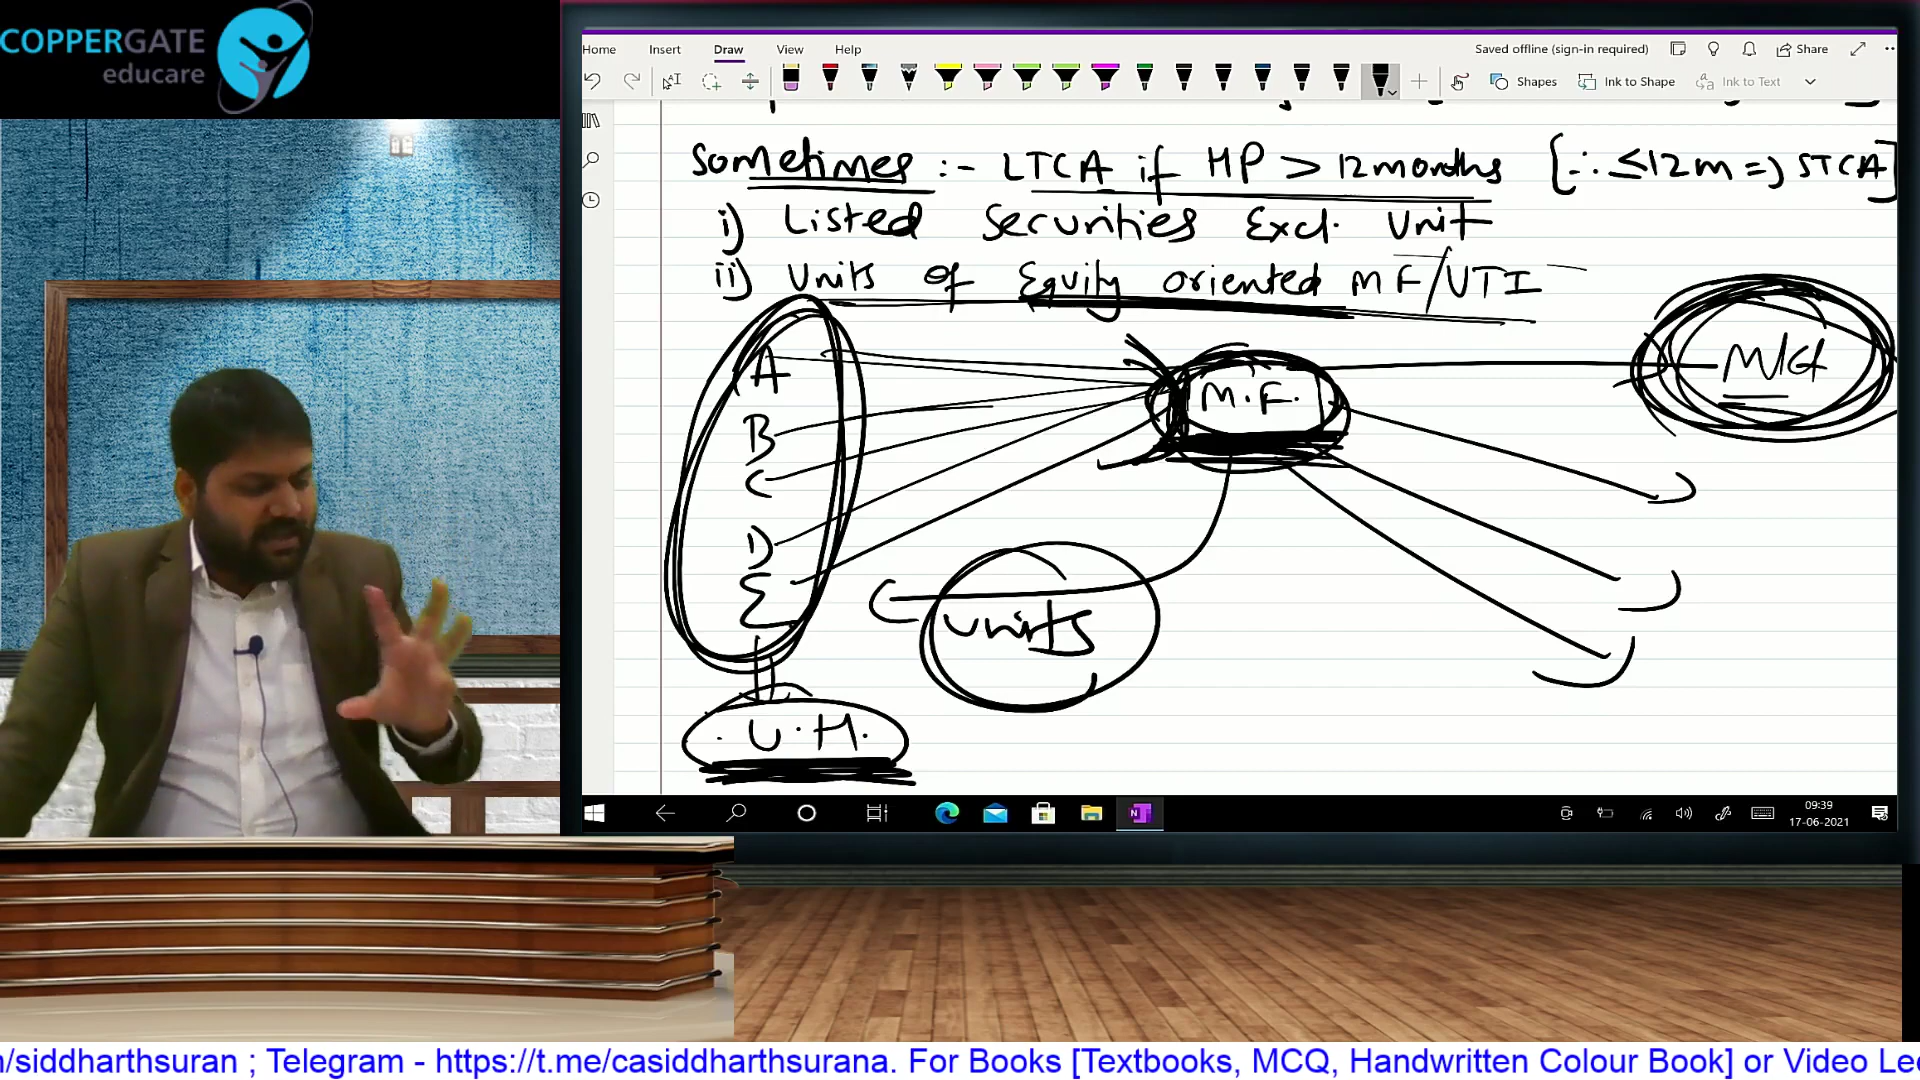 COPPERGATE
educare
Home Insert Draw View Help Saved offline (sign-in required) Share
Shapes Ink to Shape Ink to Text
Sometimes :- LTCA if HP > 12 months [∴ ≤12m => STCA]
i) Listed Securities Excl. Unit
ii) Units of Equity oriented MF/UTI
A
M.F.
B
C
D
E
units
U.H.
09:39
17-06-2021
/siddharthsuran ; Telegram - https://t.me/casiddharthsurana. For Books [Textbooks, MCQ, Handwritten Colour Book] or Video Lec